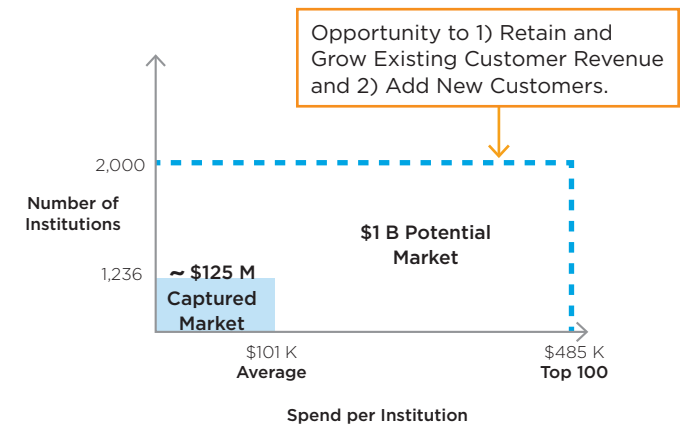 Opportunity to 1) Retain and
Grow Existing Customer Revenue
and 2) Add New Customers.
2,000
Number of
Institutions
$1 B Potential
Market
1,236
~ $125 M
Captured
Market
$101 K
Average
$485 K
Top 100
Spend per Institution